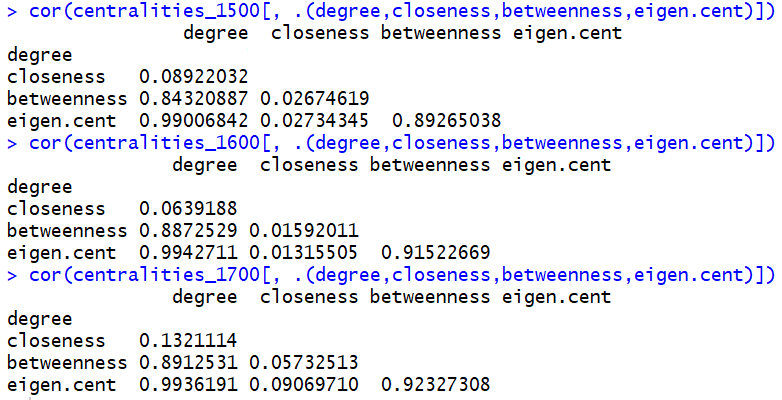 > cor(centralities_1500[, .(degree,closeness,betweenness,eigen.cent)])
degree closeness betweenness eigen.cent
degree
closeness 0.08922032
betweenness 0.84320887 0.02674619
eigen.cent 0.99006842 0.02734345 0.89265038
> cor(centralities_1600[, .(degree,closeness,betweenness,eigen.cent)])
degree closeness betweenness eigen.cent
degree
closeness 0.0639188
betweenness 0.8872529 0.01592011
eigen.cent 0.9942711 0.01315505 0.91522669
> cor(centralities_1700[, .(degree,closeness,betweenness,eigen.cent)])
degree closeness betweenness eigen.cent
degree
closeness 0.1321114
betweenness 0.8912531 0.05732513
eigen.cent 0.9936191 0.09069710 0.92327308